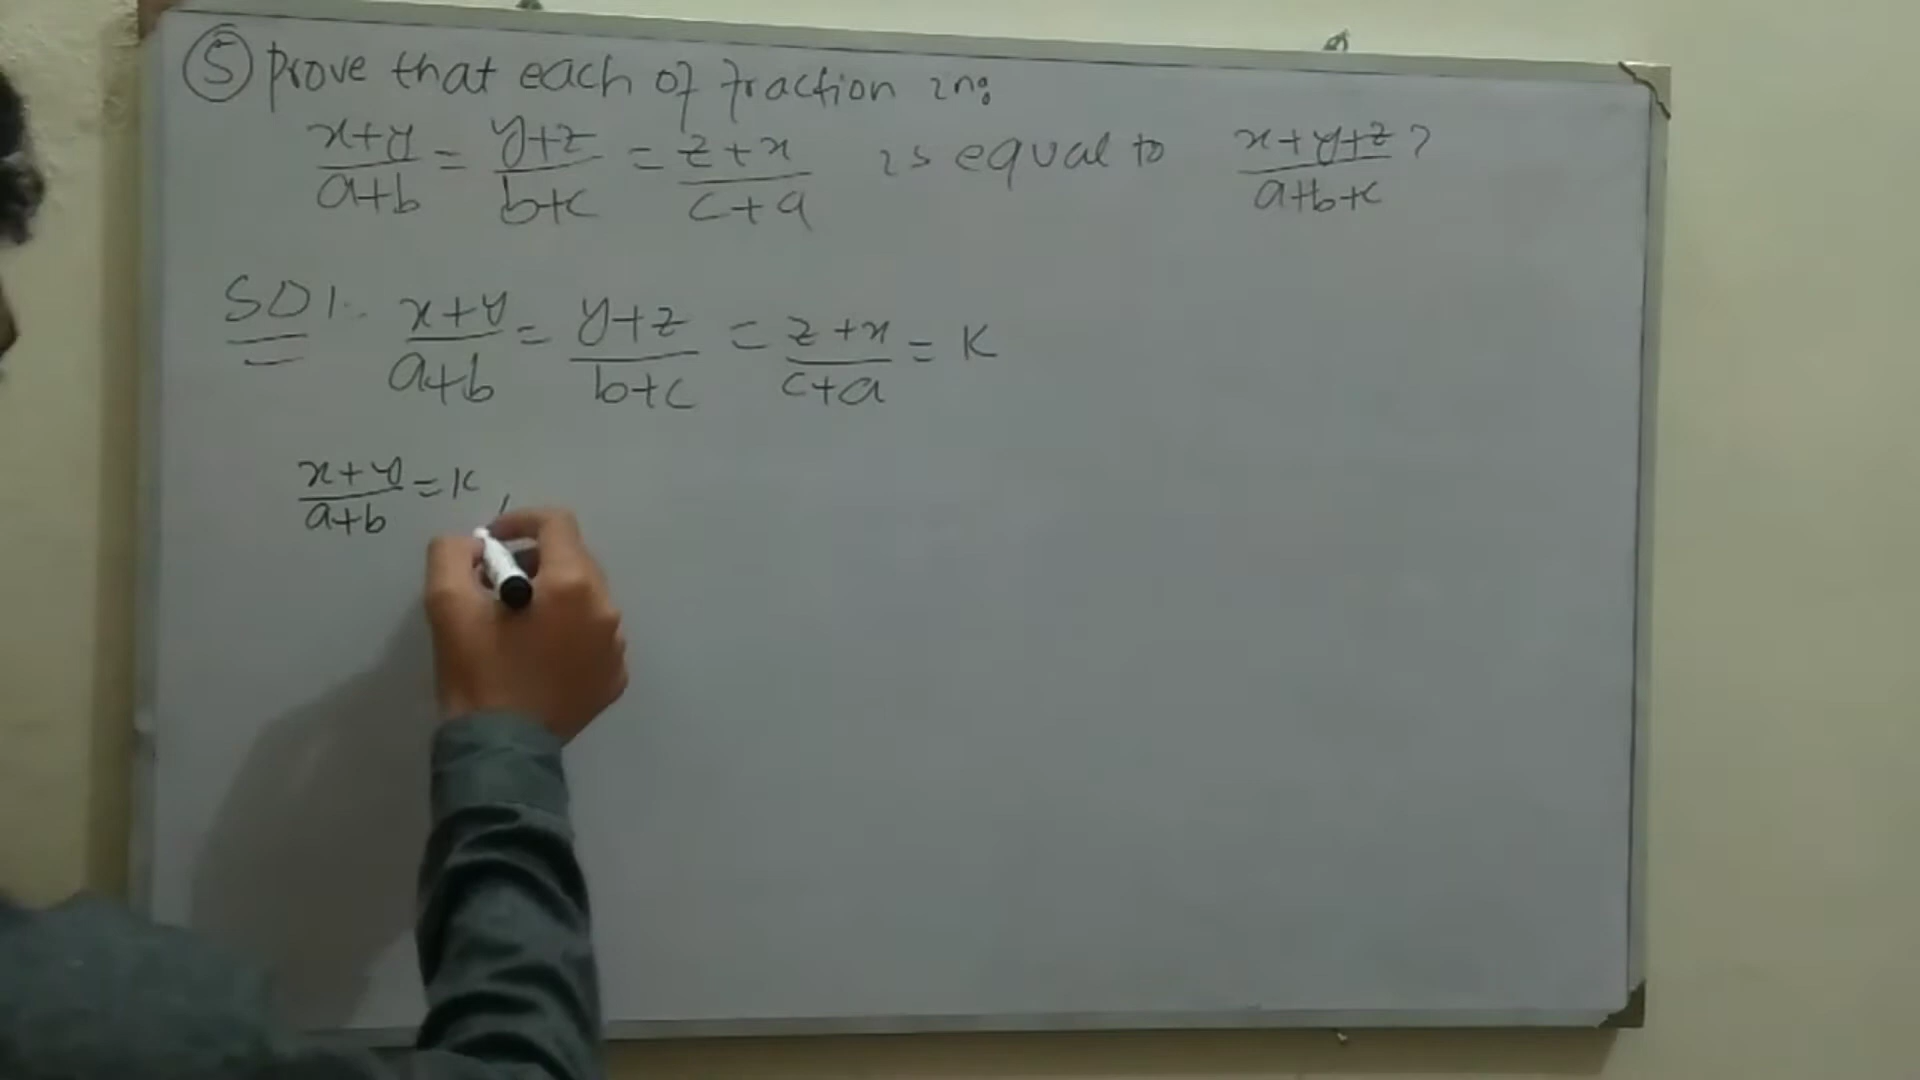 ⑤ Prove that each of fraction in:
x+y/a+b = y+z/b+c = z+x/c+a is equal to x+y+z/a+b+c ?
Sol. x+y/a+b = y+z/b+c = z+x/c+a = K
x+y/a+b = K,